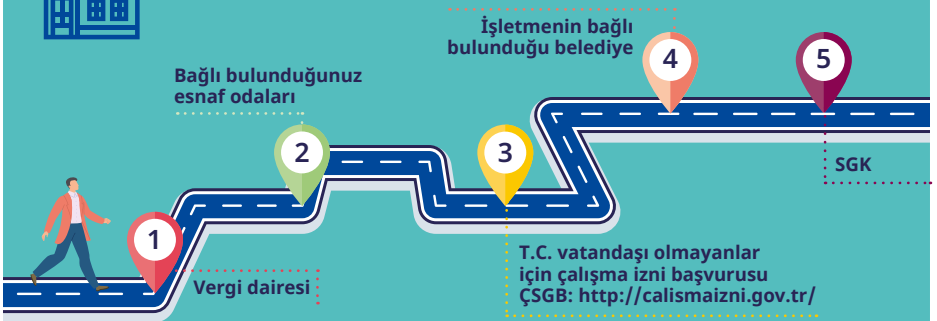 1
Vergi dairesi
2
Bağlı bulunduğunuz
esnaf odaları
3
T.C. vatandaşı olmayanlar
için çalışma izni başvurusu
ÇSGB: http://calismaizni.gov.tr/
4
İşletmenin bağlı
bulunduğu belediye
5
SGK